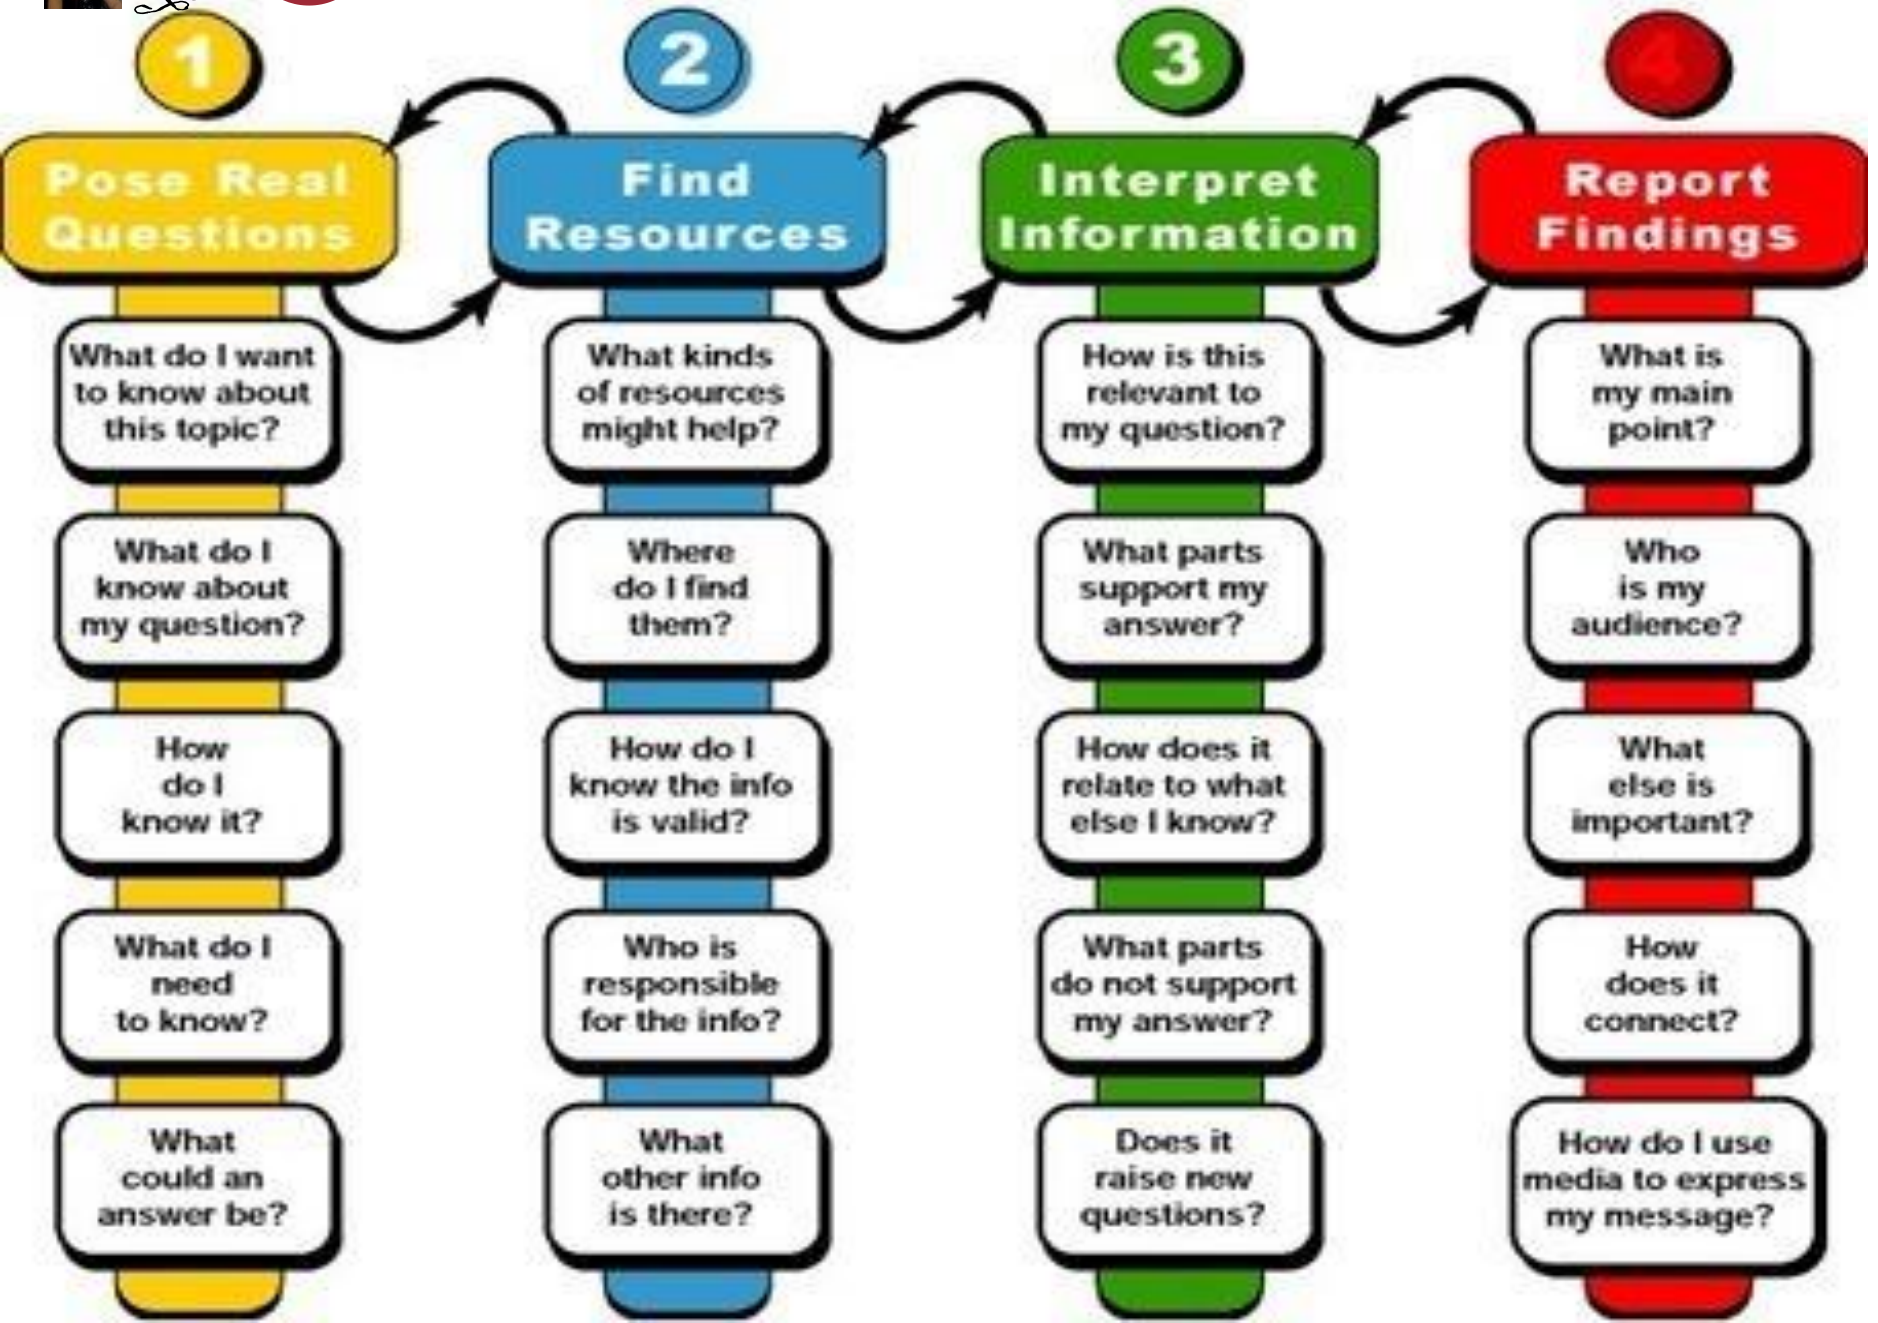 1
Pose Real
Questions
What do I want
to know about
this topic?
What do I
know about
my question?
How
do I
know it?
What do I
need
to know?
What
could an
answer be?
2
Find
Resources
What kinds
of resources
might help?
Where
do I find
them?
How do I
know the info
is valid?
Who is
responsible
for the info?
What
other info
is there?
3
Interpret
Information
How is this
relevant to
my question?
What parts
support my
answer?
How does it
relate to what
else I know?
What parts
do not support
my answer?
Does it
raise new
questions?
4
Report
Findings
What is
my main
point?
Who
is my
audience?
What
else is
important?
How
does it
connect?
How do I use
media to express
my message?